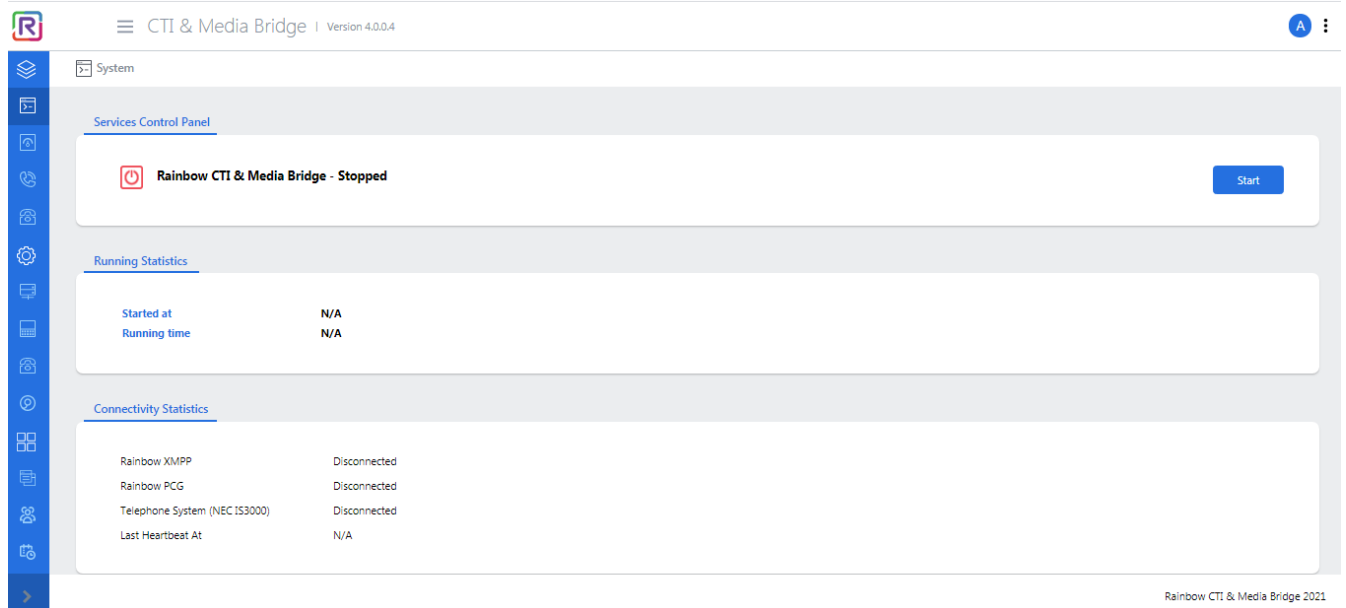 R
CTI & Media Bridge | Version 4.0.0.4
A
System
Services Control Panel
Rainbow CTI & Media Bridge - Stopped
Start
Running Statistics
Started at N/A
Running time N/A
Connectivity Statistics
Rainbow XMPP Disconnected
Rainbow PCG Disconnected
Telephone System (NEC IS3000) Disconnected
Last Heartbeat At N/A
Rainbow CTI & Media Bridge 2021